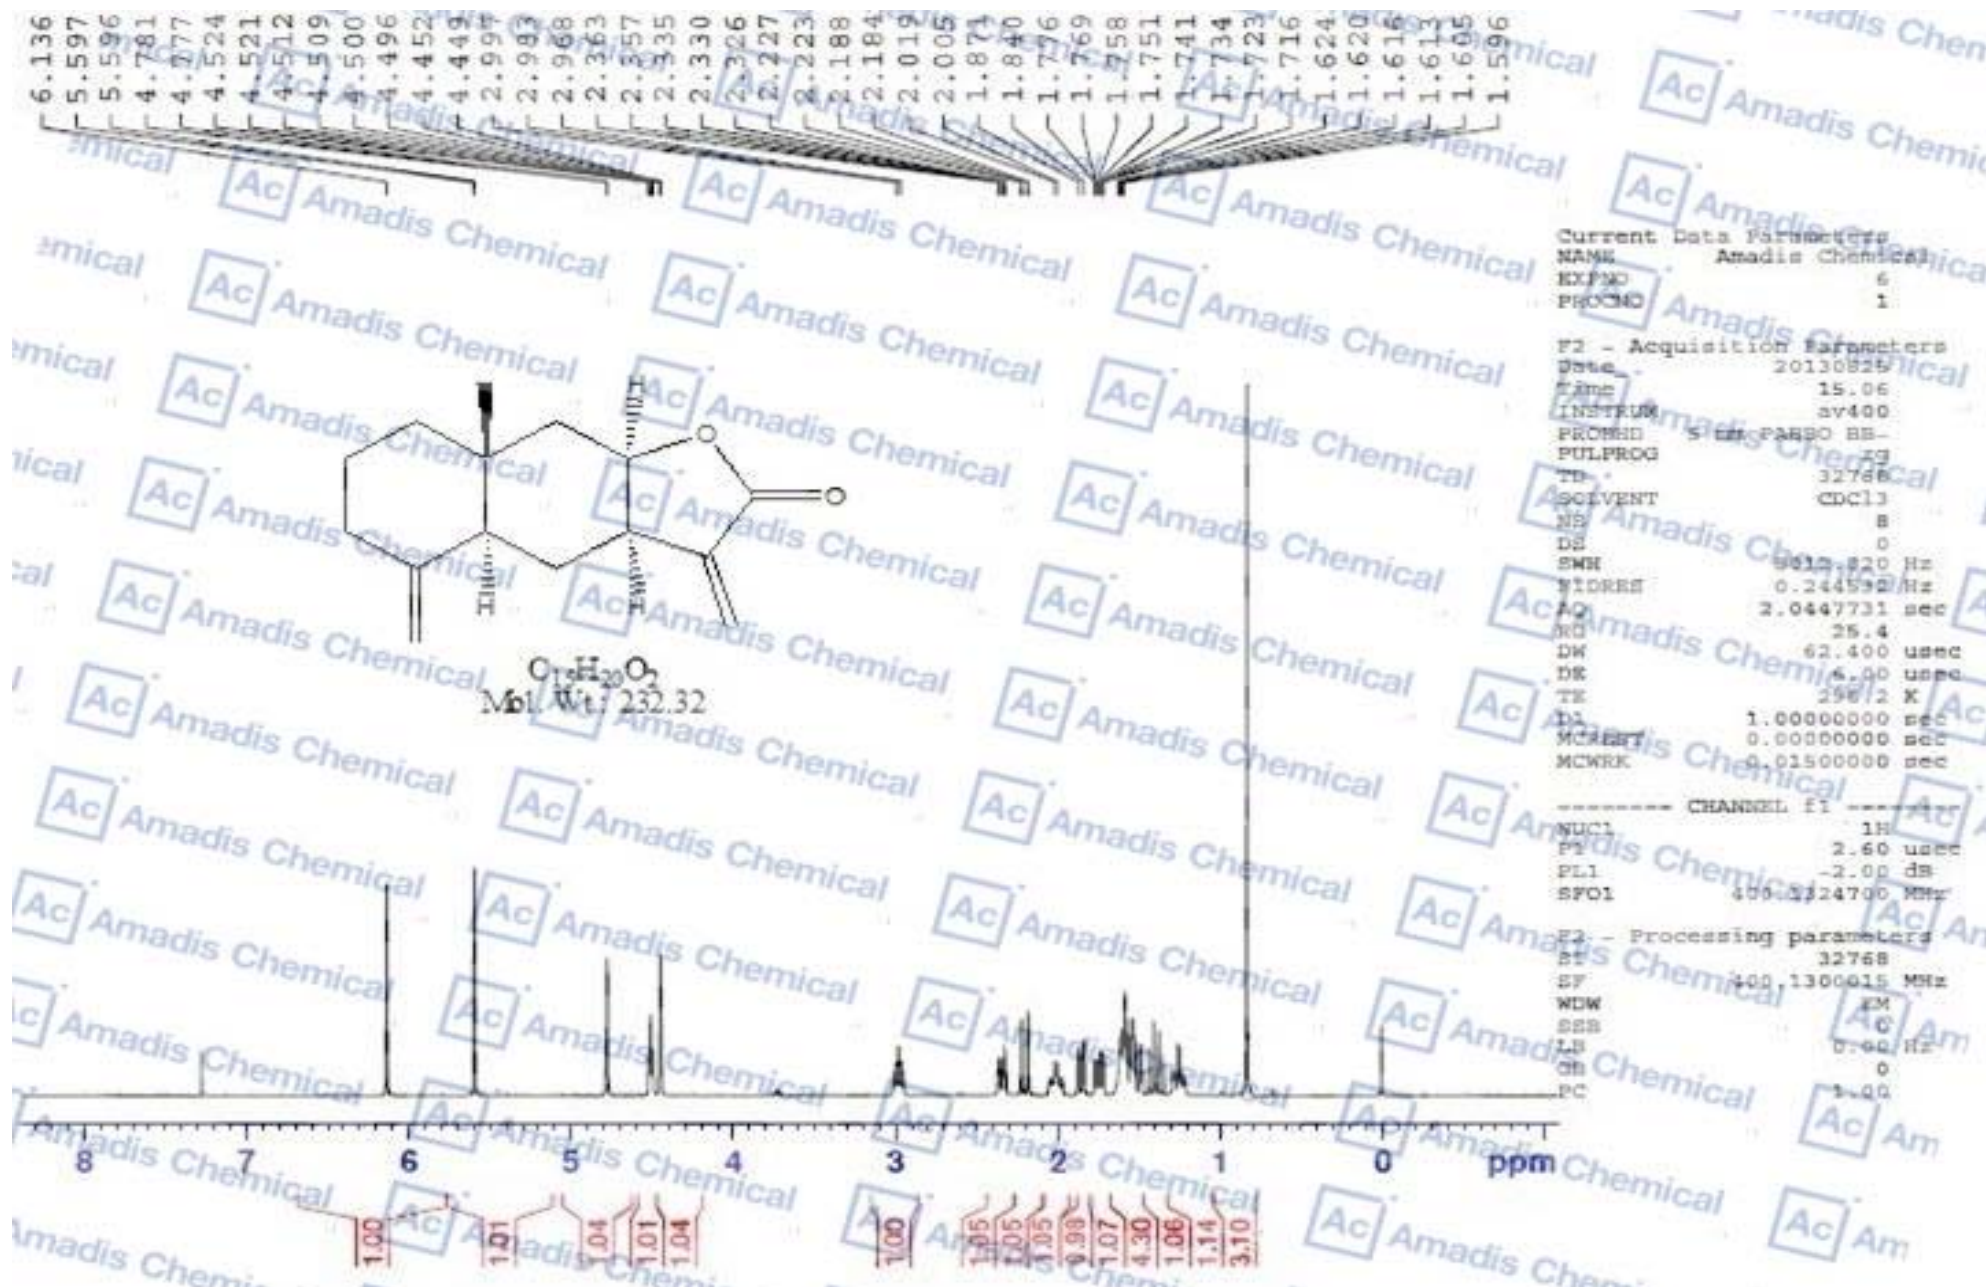 6.136
5.597
5.596
4.781
4.777
4.524
4.521
4.512
4.509
4.500
4.496
4.452
4.449
2.997
2.983
2.968
2.363
2.357
2.335
2.330
2.326
2.227
2.223
2.188
2.184
2.019
2.005
1.871
1.840
1.776
1.769
1.758
1.751
1.741
1.734
1.723
1.716
1.624
1.620
1.616
1.613
1.605
1.596
Ac Amadis Chemical
Current Data Parameters
NAME Amadis Chemical
EXPNO 6
PROCNO 1
F2 - Acquisition Parameters
Date_
Time 15.06
INSTRUM av400
PROBHD 5 mm PABBO BB-
PULPROG zg
TD 32768
SOLVENT CDCl3
NS 8
DS 0
SWH Hz
FIDRES 0.244532 Hz
AQ 2.0447731 sec
RG 25.4
DW 62.400 usec
DE 6.00 usec
TE K
D1 1.00000000 sec
MCREST 0.00000000 sec
MCWRK 0.01500000 sec
-------- CHANNEL f1 --------
NUC1 1H
P1 2.60 usec
PL1 -2.00 dB
SFO1 400.1324700 MHz
F2 - Processing parameters
SI 32768
SF 400.1300015 MHz
WDW EM
SSB 0
LB 0.00 Hz
GB 0
PC 1.00
H
O
O
H
H
C15H20O2
Mol. Wt.: 232.32
8 7 6 5 4 3 2 1 0 ppm
1.00
1.01
1.04
1.01
1.04
1.00
1.05
1.05
1.05
0.98
1.07
4.30
1.06
1.14
3.10